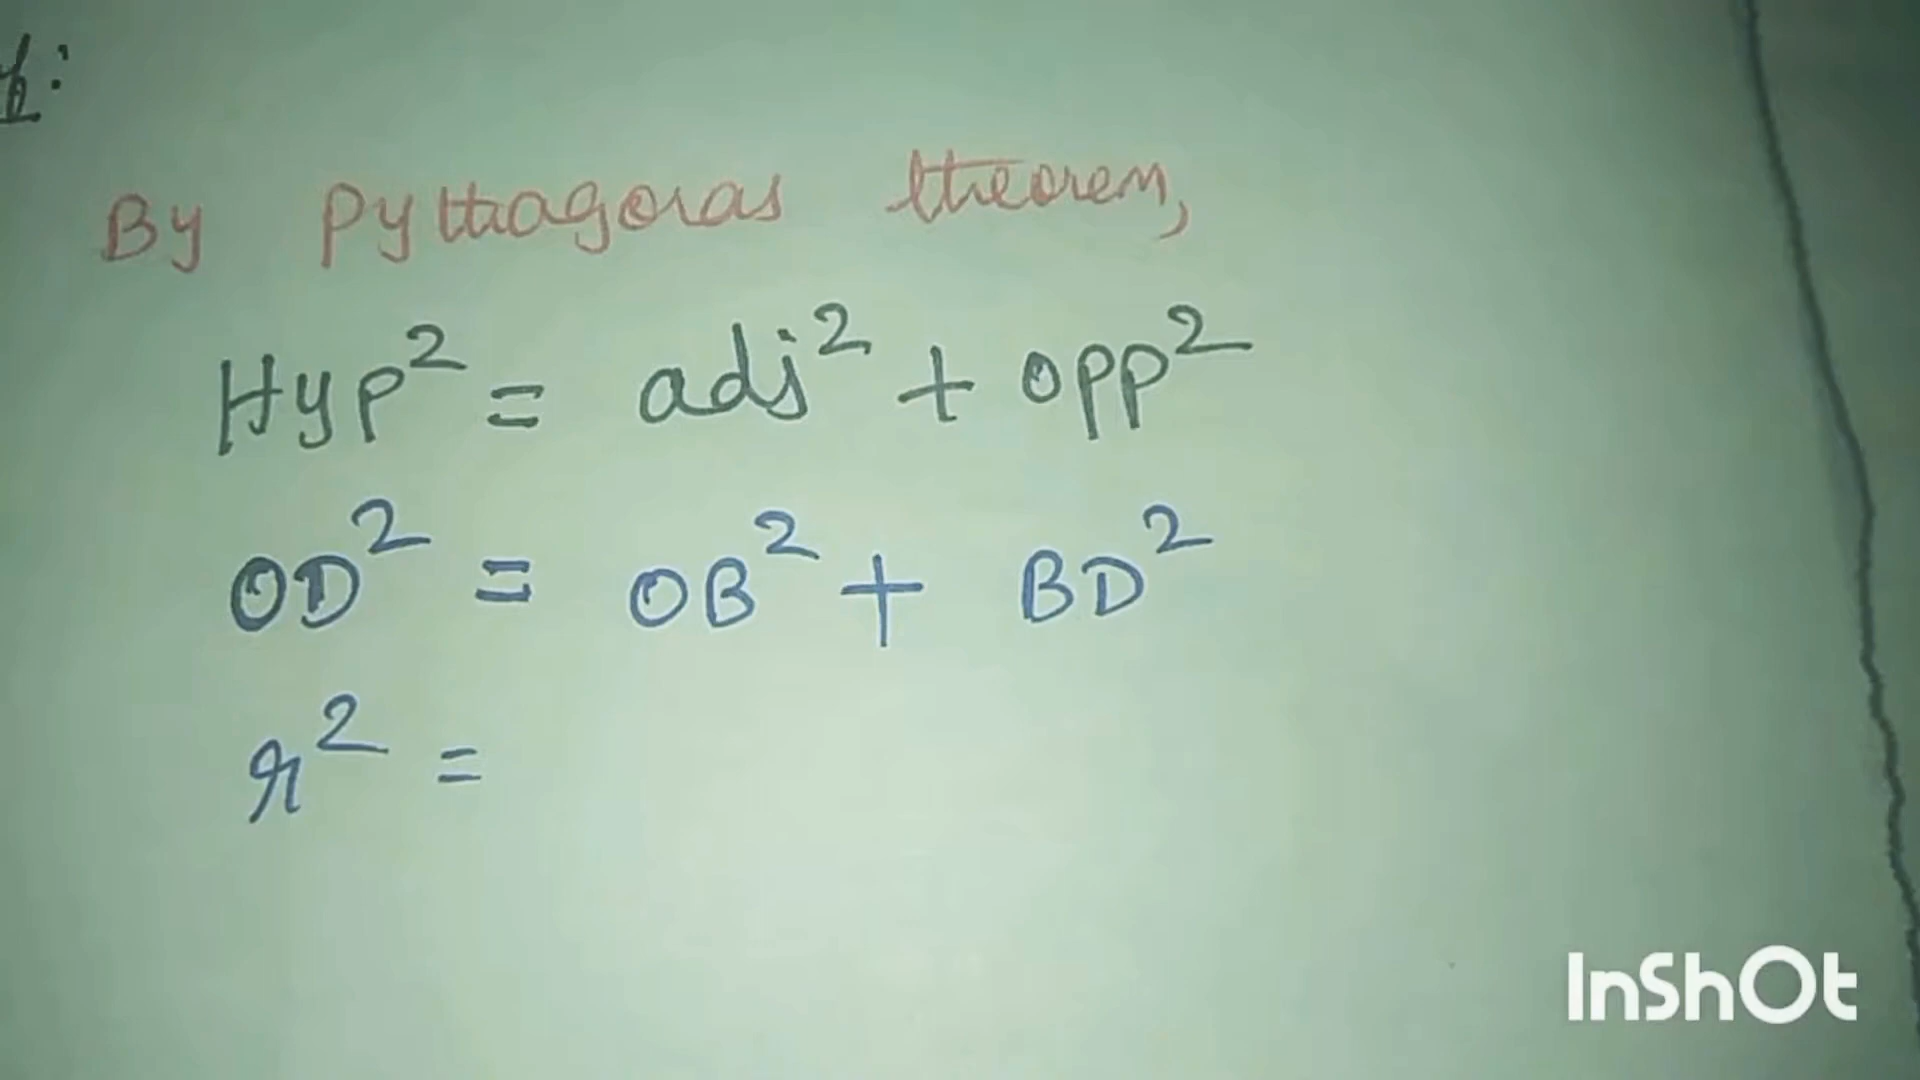 By Pythagoras theorem,
Hyp² = adj² + opp²
OD² = OB² + BD²
r² =
InShOt